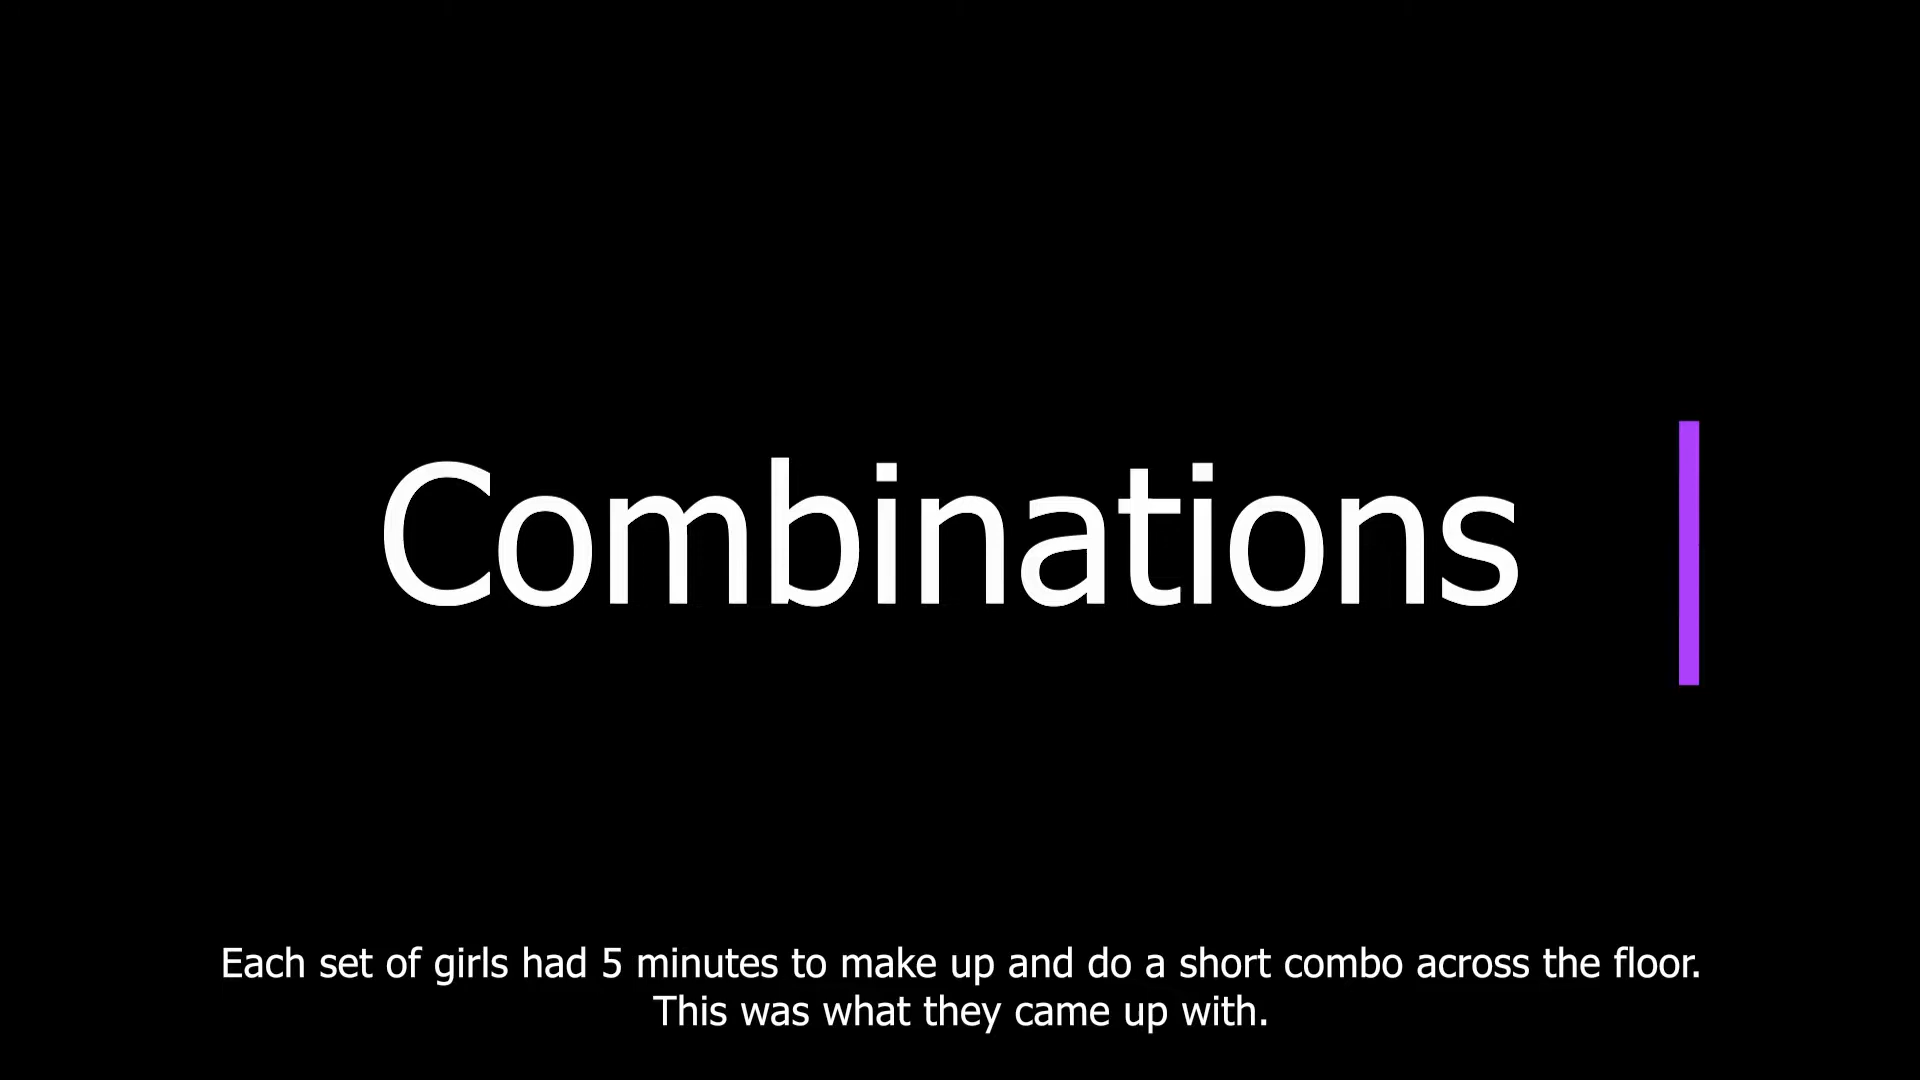 Combinations
Each set of girls had 5 minutes to make up and do a short combo across the floor.
This was what they came up with.